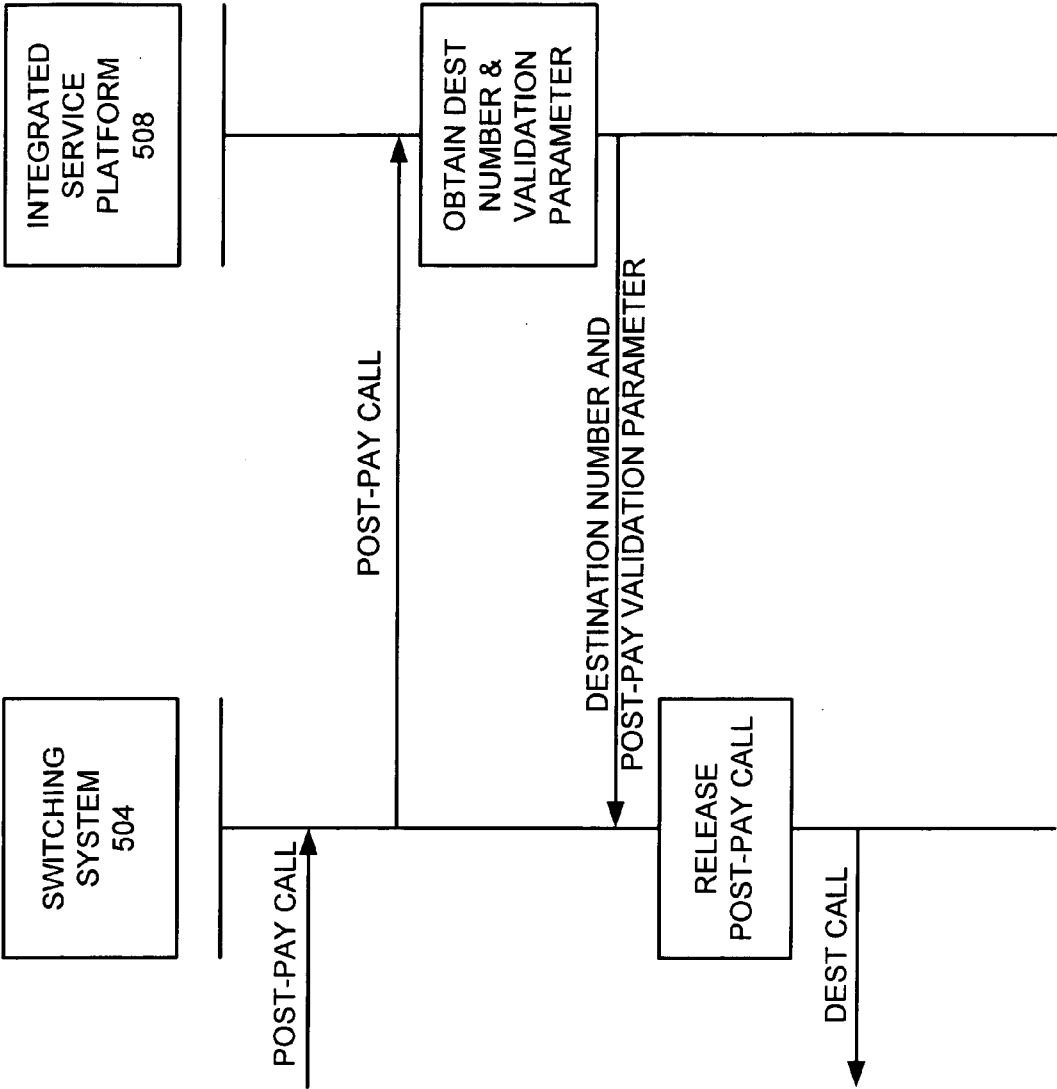 SWITCHING
SYSTEM
504
INTEGRATED
SERVICE
PLATFORM
508
POST-PAY CALL
POST-PAY CALL
OBTAIN DEST
NUMBER &
VALIDATION
PARAMETER
DESTINATION NUMBER AND
POST-PAY VALIDATION PARAMETER
RELEASE
POST-PAY CALL
DEST CALL